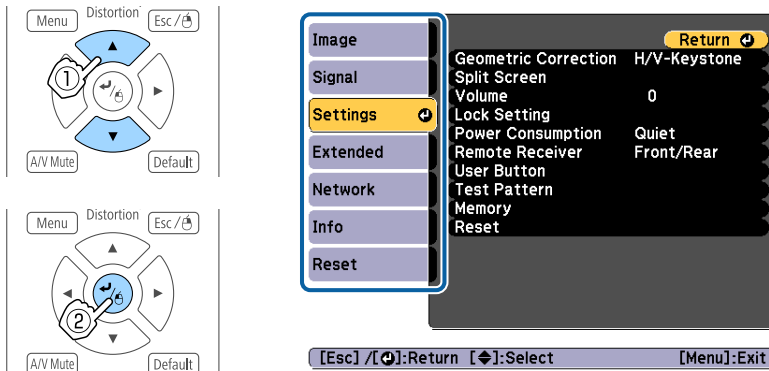 Distortion
Menu
Esc /
1
A/V Mute
Default
Distortion
Menu
Esc /
2
A/V Mute
Default
Image
Signal
Settings
Extended
Network
Info
Reset
Return
Geometric Correction H/V-Keystone
Split Screen
Volume 0
Lock Setting
Power Consumption Quiet
Remote Receiver Front/Rear
User Button
Test Pattern
Memory
Reset
[Esc] /[ ]:Return [ ]:Select [Menu]:Exit